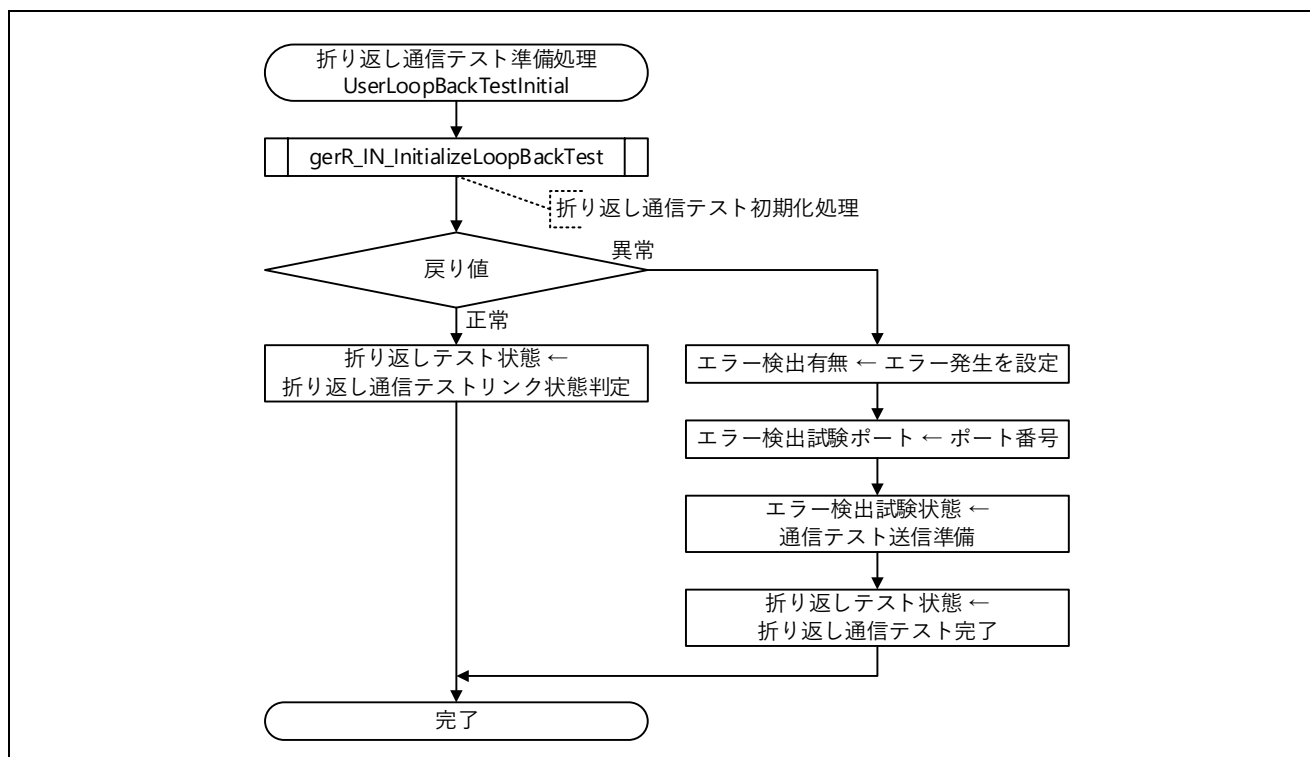 折り返し通信テスト準備処理
UserLoopBackTestInitial
gerR_IN_InitializeLoopBackTest
折り返し通信テスト初期化処理
戻り値
異常
正常
折り返しテスト状態 ←
折り返し通信テストリンク状態判定
エラー検出有無 ← エラー発生を設定
エラー検出試験ポート ← ポート番号
エラー検出試験状態 ←
通信テスト送信準備
折り返しテスト状態 ←
折り返し通信テスト完了
完了